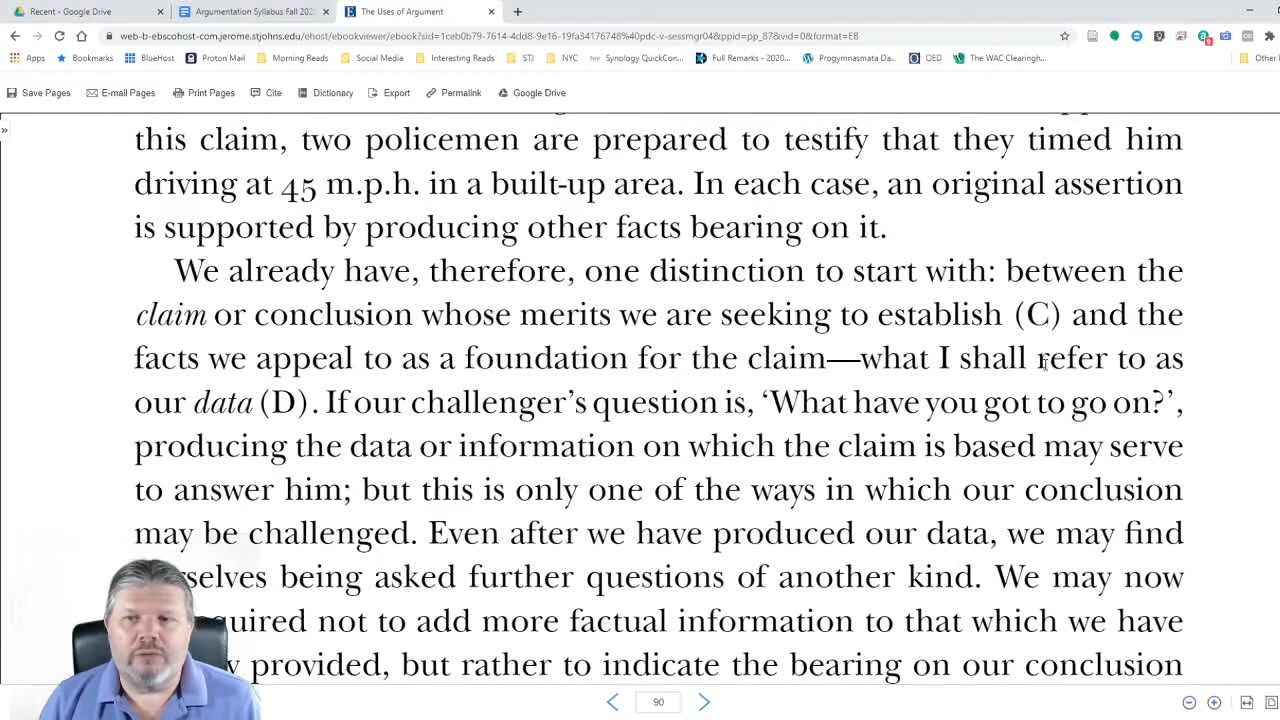 Recent - Google Drive
Argumentation Syllabus Fall 202
The Uses of Argument
web-b-ebscohost-com.jerome.stjohns.edu/ehost/ebookviewer/ebook?sid=1ceb0b79-7614-4dd8-9e16-19fa34176748%40pdc-v-sessmgr04&ppid=pp_87&vid=0&format=EB
Apps Bookmarks BlueHost Proton Mail Morning Reads Social Media Interesting Reads STJ NYC Synology QuickCon... Full Remarks - 2020... Progymnasmata Da... OED The WAC Clearingh... Other
Save Pages E-mail Pages Print Pages Cite Dictionary Export Permalink Google Drive
this claim, two policemen are prepared to testify that they timed him
driving at 45 m.p.h. in a built-up area. In each case, an original assertion
is supported by producing other facts bearing on it.
We already have, therefore, one distinction to start with: between the
claim or conclusion whose merits we are seeking to establish (C) and the
facts we appeal to as a foundation for the claim—what I shall refer to as
our data (D). If our challenger's question is, ‘What have you got to go on?’,
producing the data or information on which the claim is based may serve
to answer him; but this is only one of the ways in which our conclusion
may be challenged. Even after we have produced our data, we may find
rselves being asked further questions of another kind. We may now
quired not to add more factual information to that which we have
y provided, but rather to indicate the bearing on our conclusion
90